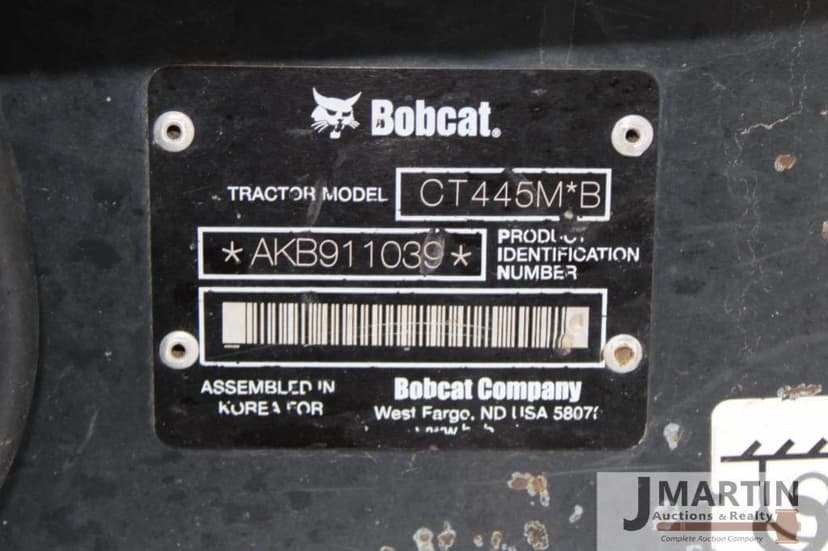 Bobcat.
TRACTOR MODEL CT445M*B
*AKB911039* PRODUCT
IDENTIFICATION
NUMBER
ASSEMBLED IN
KOREA FOR
Bobcat Company
West Fargo, ND USA
J MARTIN
Auctions & Realty
Complete Auction Company